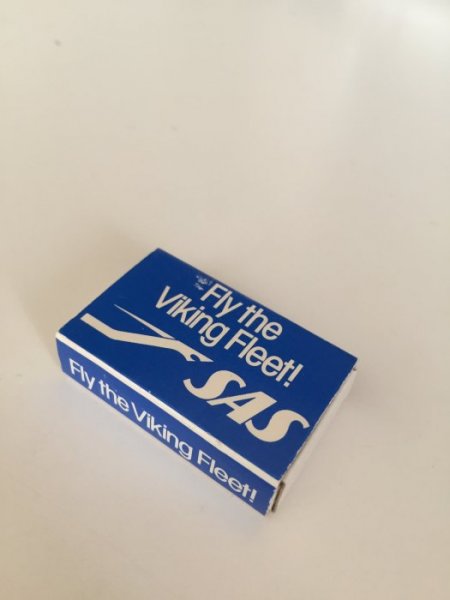 Fly the
Viking Fleet!
SAS
Fly the Viking Fleet!